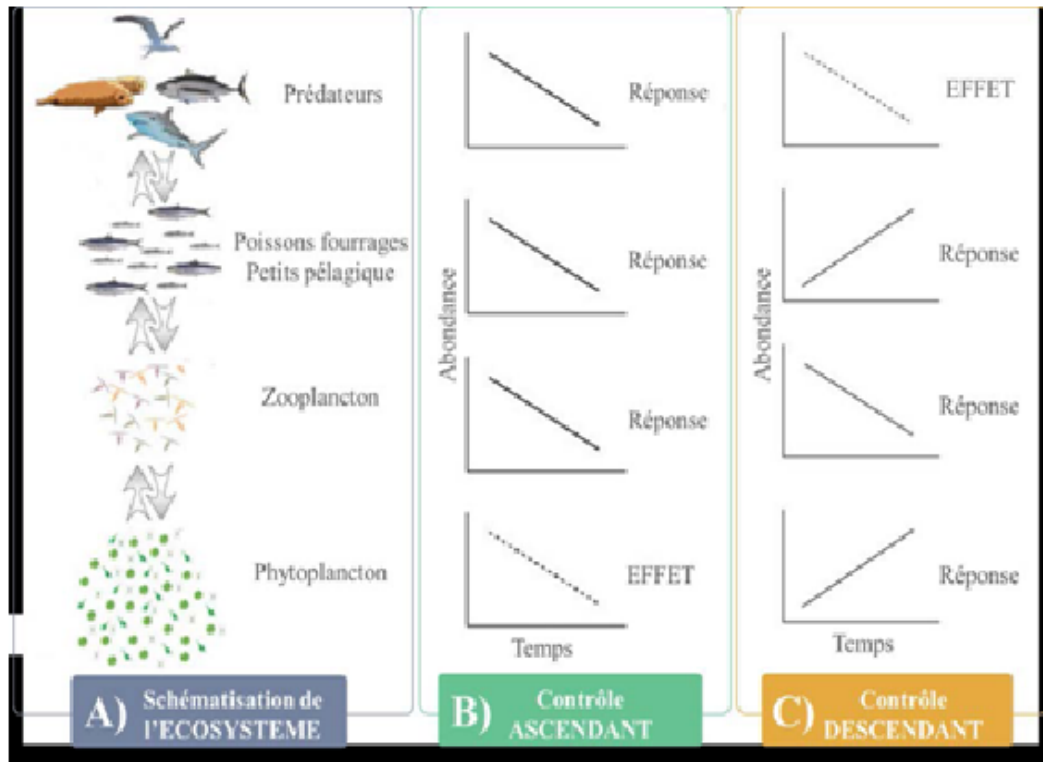 Prédateurs
Poissons fourrages
Petits pélagique
Zooplancton
Phytoplancton
A) Schématisation de
l'ECOSYSTEME
Réponse
Réponse
Abondance
Réponse
EFFET
Temps
B) Contrôle
ASCENDANT
EFFET
Réponse
Abondance
Réponse
Réponse
Temps
C) Contrôle
DESCENDANT